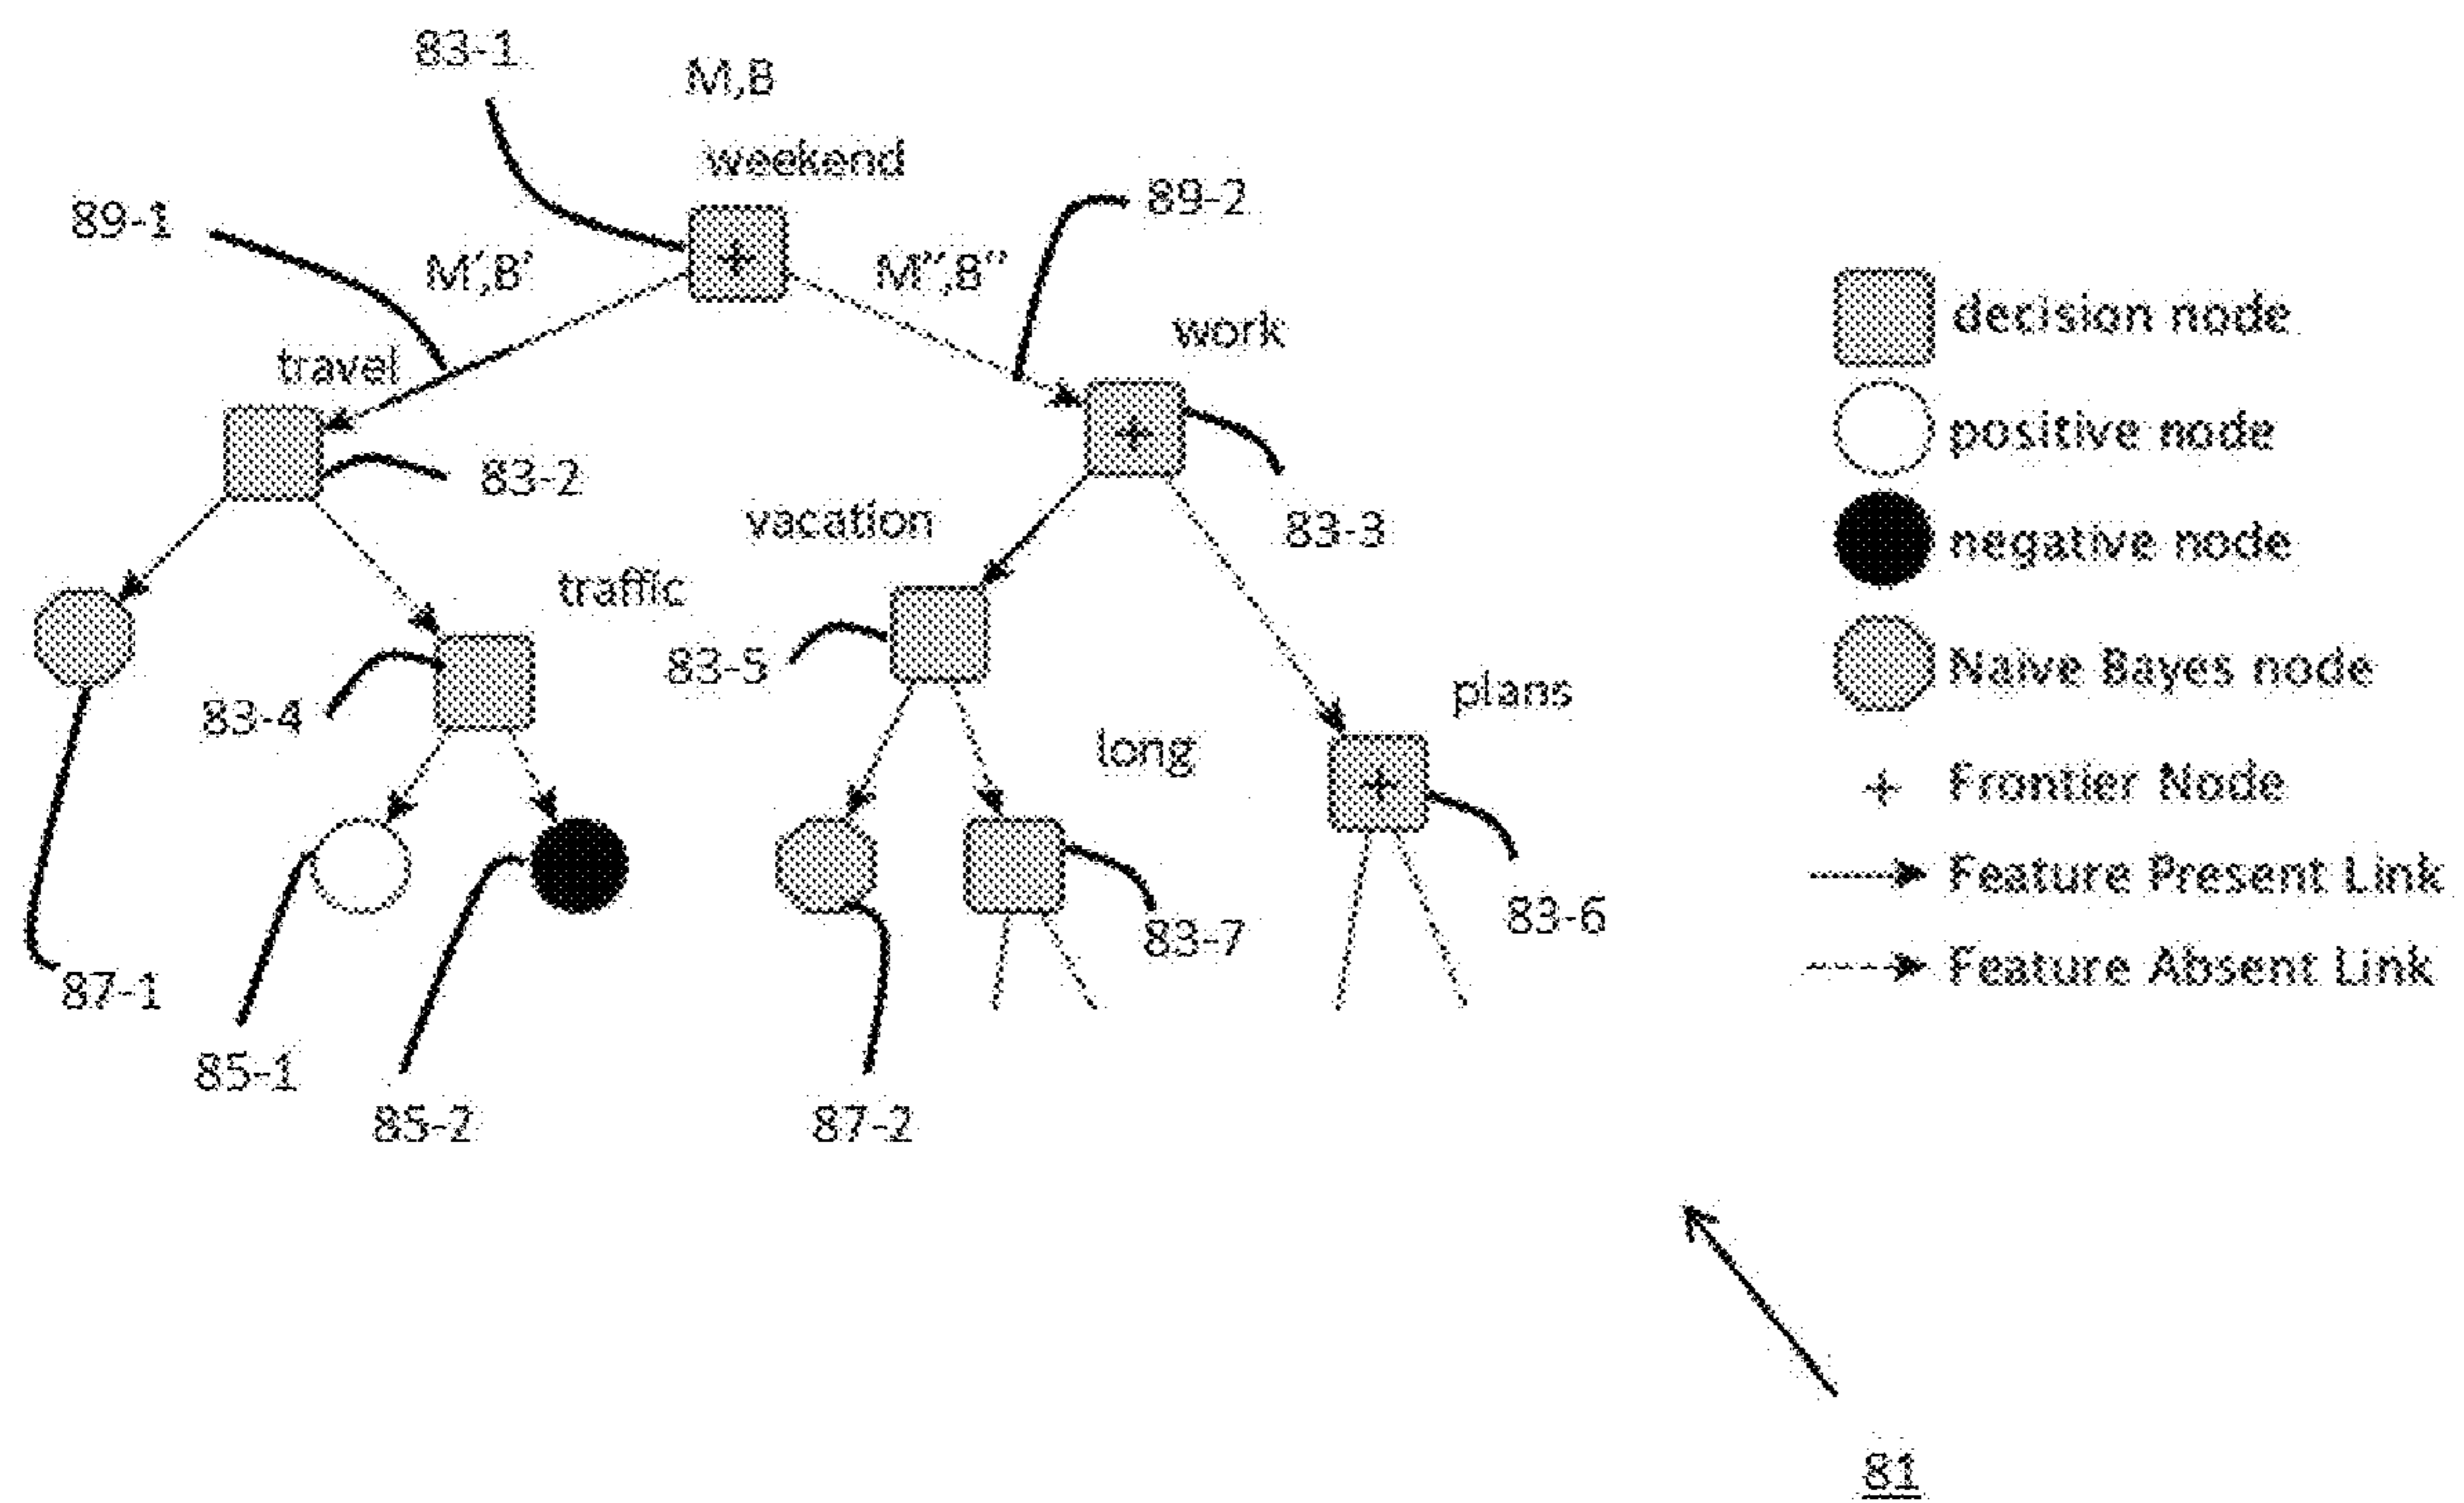 83-1
M,B
weekend
89-1
89-2
M',B'
M'',B''
work
travel
83-2
vacation
83-3
traffic
83-5
83-4
plans
long
83-7
83-6
87-1
85-1
85-2
87-2
decision node
positive node
negative node
Naive Bayes node
+ Frontier Node
Feature Present Link
Feature Absent Link
81